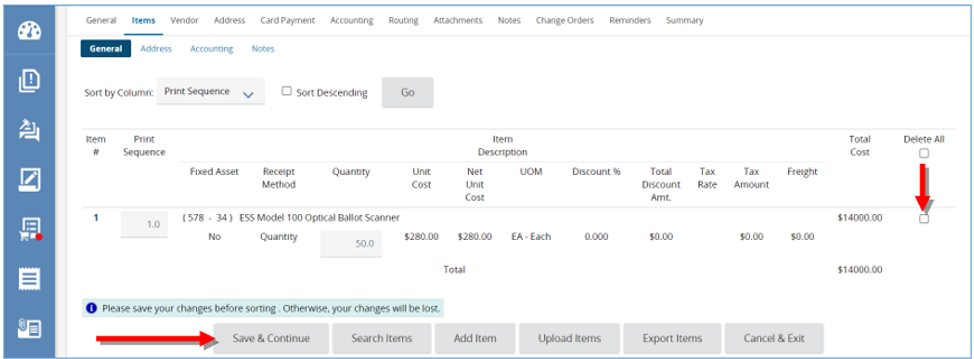 General Items Vendor Address Card Payment Accounting Routing Attachments Notes Change Orders Reminders Summary
General Address Accounting Notes
Sort by Column: Print Sequence Sort Descending Go
Item # Print Sequence Item Description Total Cost Delete All
Fixed Asset Receipt Method Quantity Unit Cost Net Unit Cost UOM Discount % Total Discount Amt. Tax Rate Tax Amount Freight
1 1.0 ( 578 - 34 ) ESS Model 100 Optical Ballot Scanner $14000.00
No Quantity 50.0 $280.00 $280.00 EA - Each 0.000 $0.00 $0.00 $0.00
Total $14000.00
Please save your changes before sorting . Otherwise, your changes will be lost.
Save & Continue Search Items Add Item Upload Items Export Items Cancel & Exit